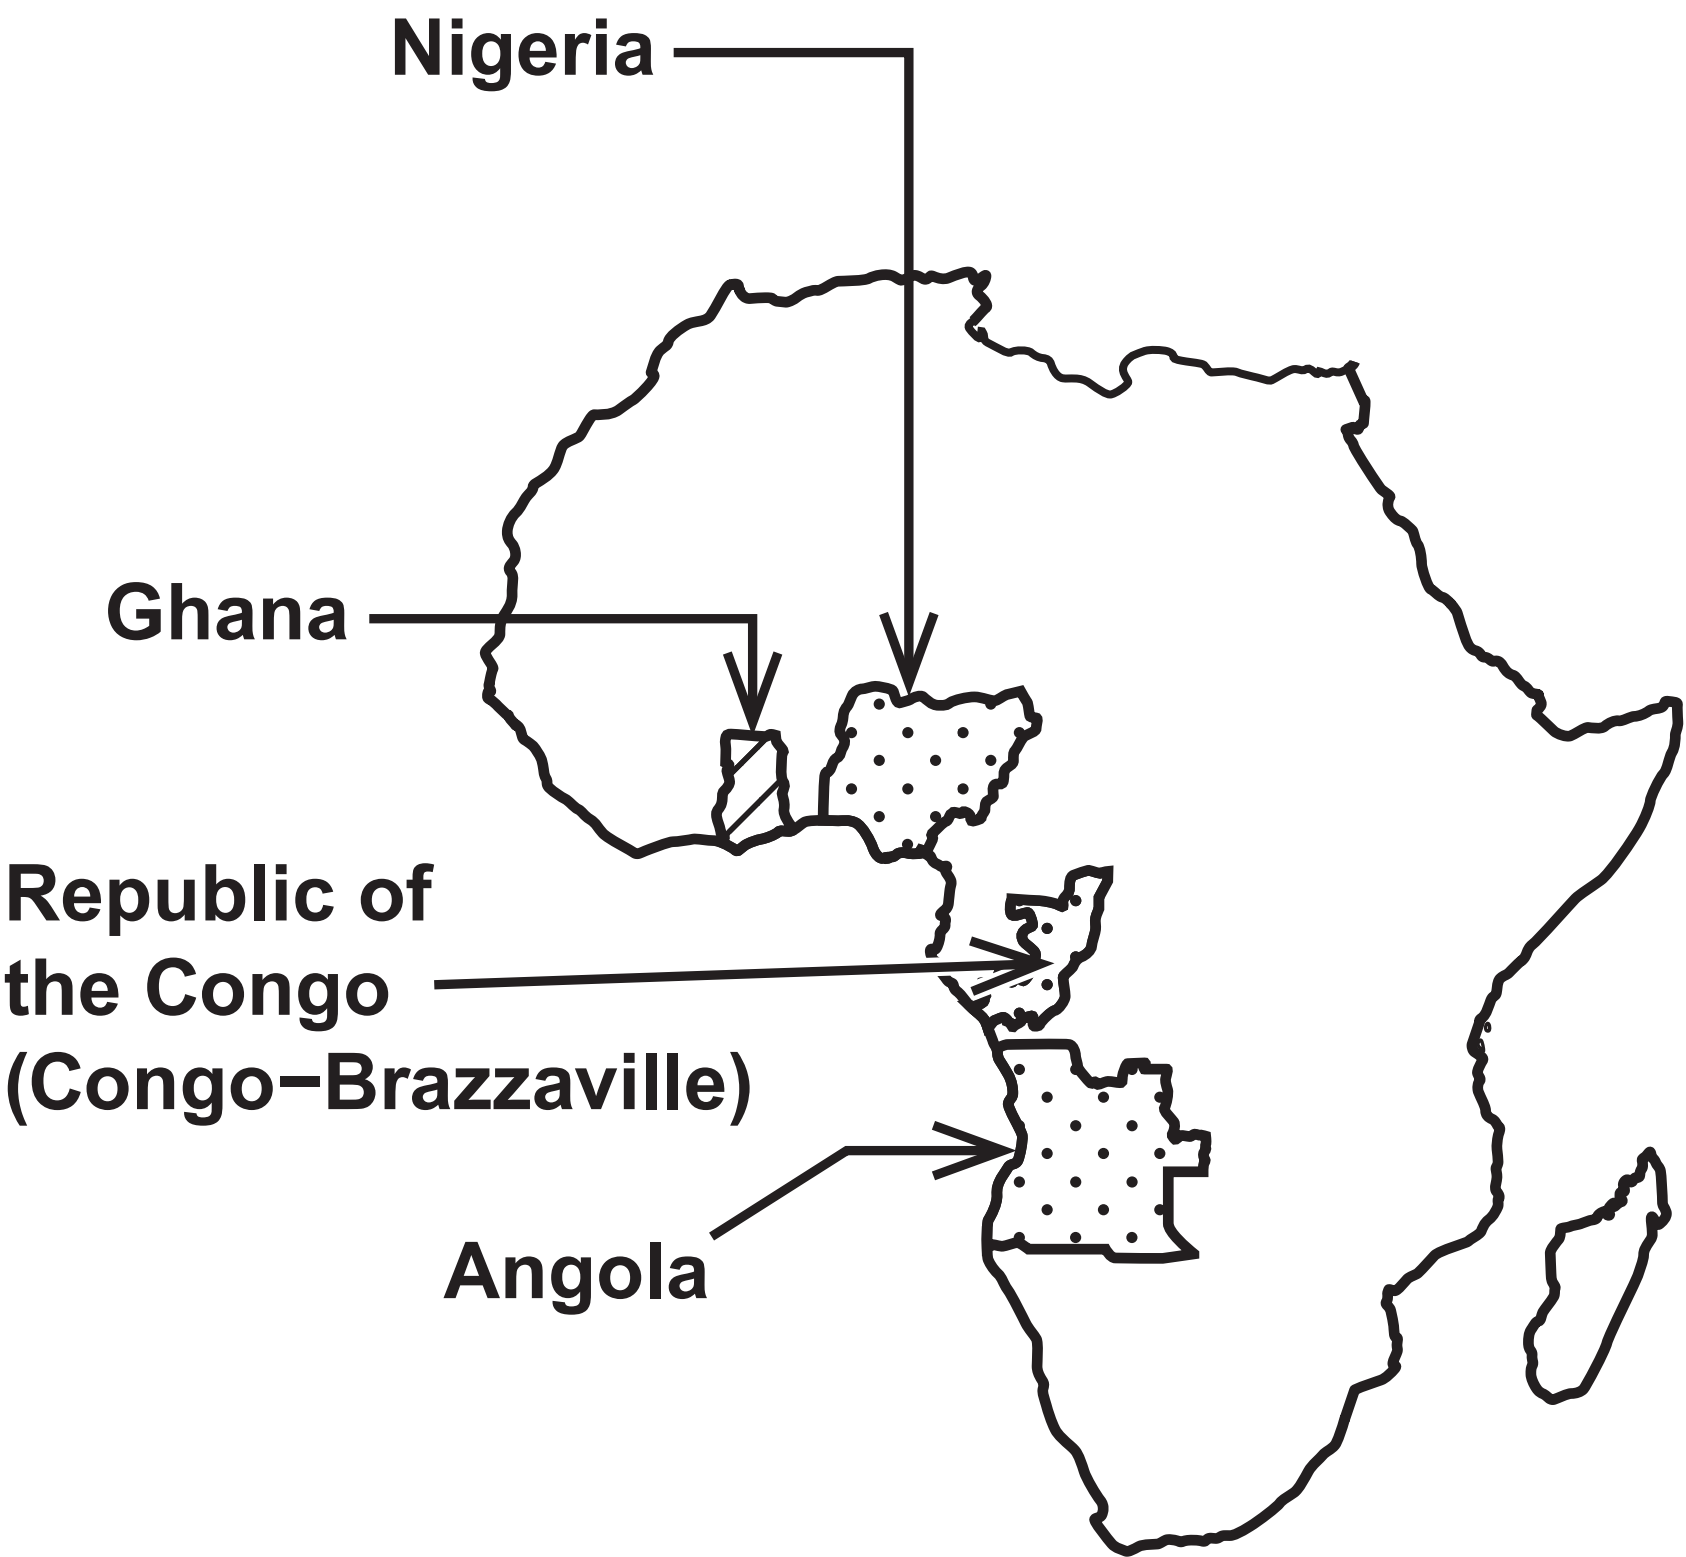 Nigeria
Ghana
Republic of
the Congo
(Congo−Brazzaville)
Angola